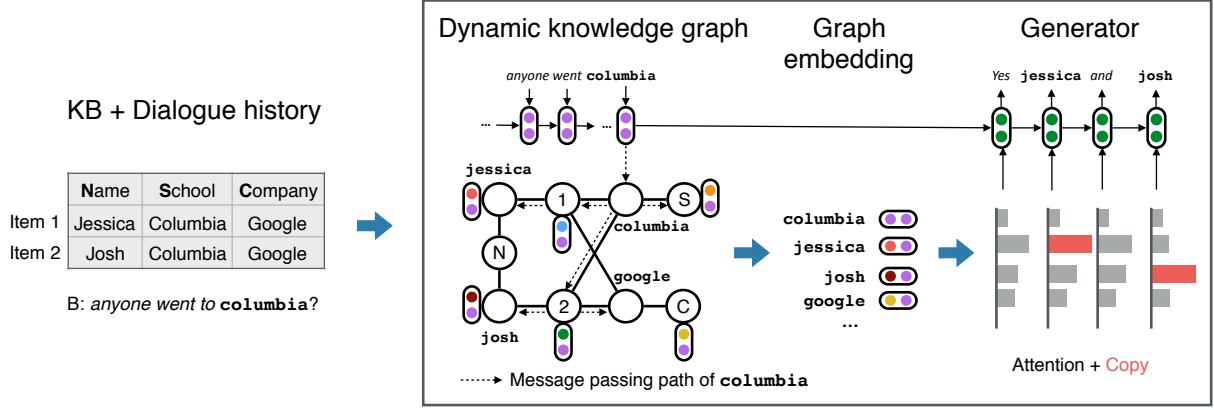 KB + Dialogue history
Name School Company
Item 1 Jessica Columbia Google
Item 2 Josh Columbia Google
B: anyone went to columbia?
Dynamic knowledge graph
anyone went columbia
... ...
jessica
1
S
columbia
N
google
2
C
josh
Message passing path of columbia
Graph
embedding
columbia
jessica
josh
google
...
Generator
Yes jessica and josh
Attention + Copy